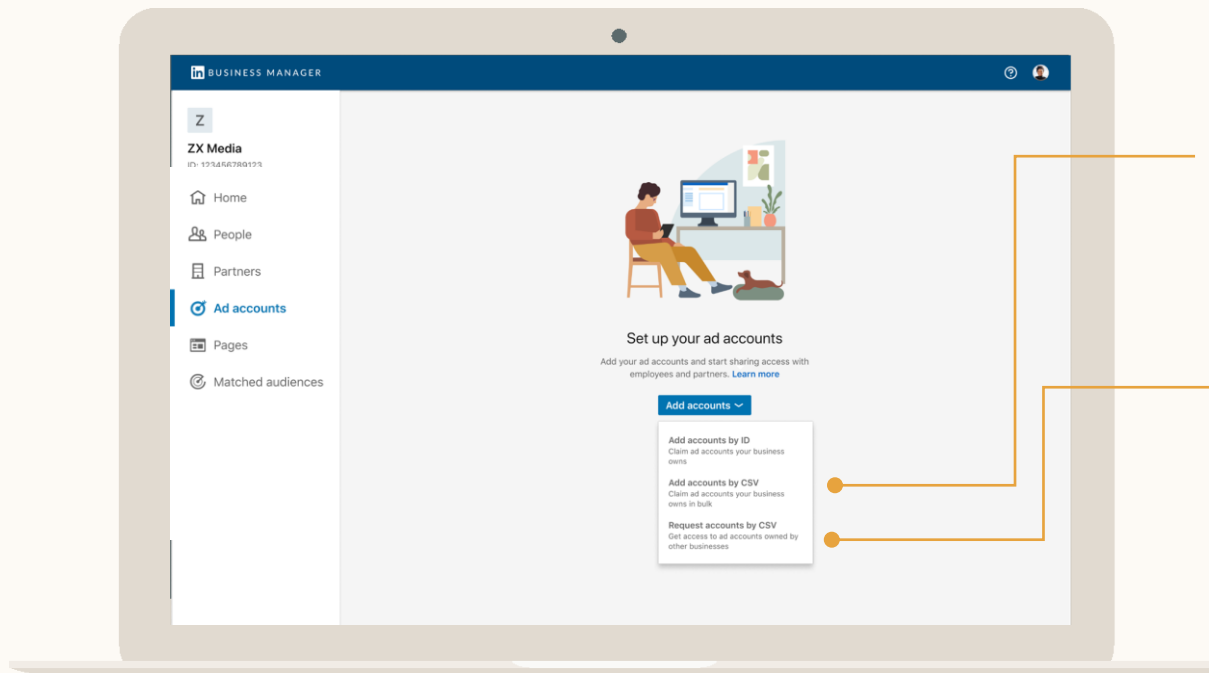 in BUSINESS MANAGER
Z
ZX Media
ID: 123456789123
Home
People
Partners
Ad accounts
Pages
Matched audiences
Set up your ad accounts
Add your ad accounts and start sharing access with
employees and partners. Learn more
Add accounts
Add accounts by ID
Claim ad accounts your business
owns
Add accounts by CSV
Claim ad accounts your business
owns in bulk
Request accounts by CSV
Get access to ad accounts owned by
other businesses